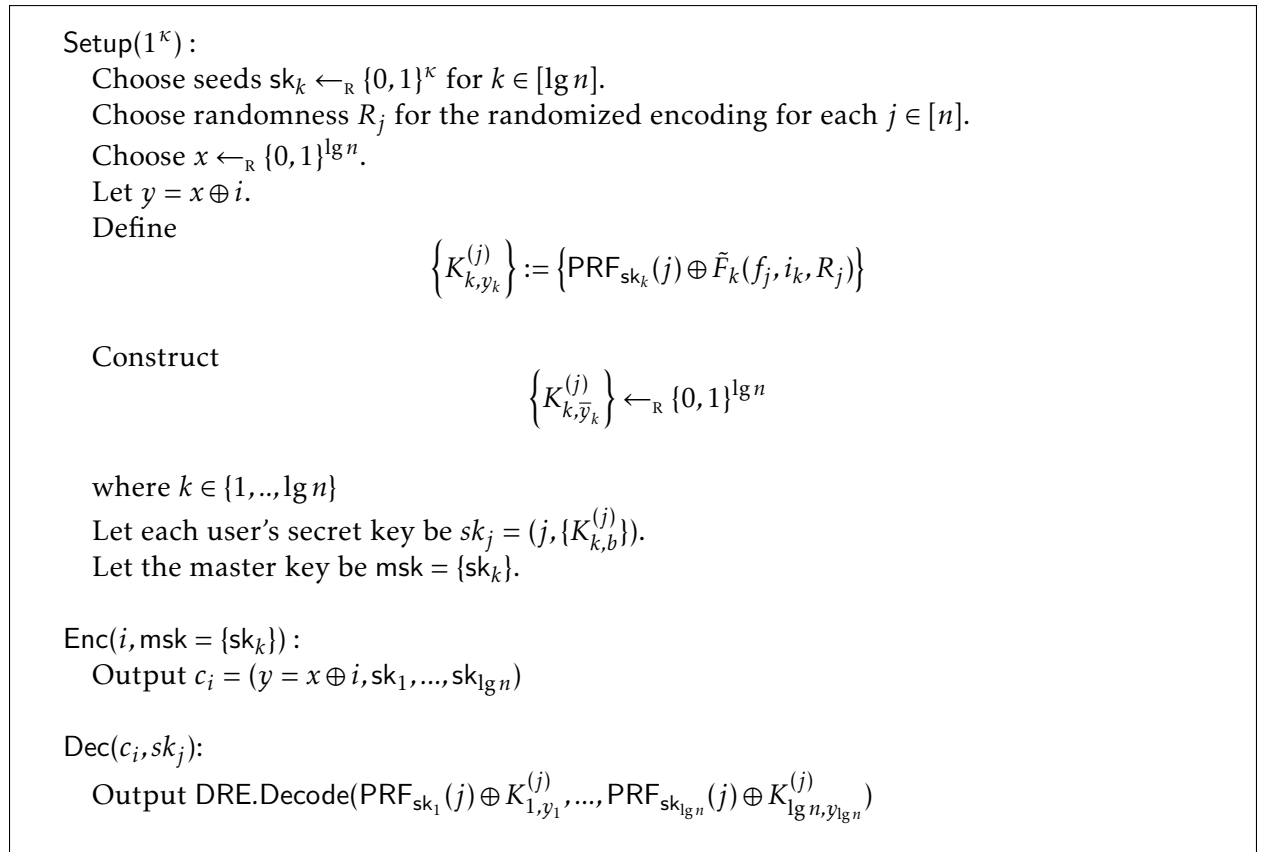 Setup(1^κ) :
Choose seeds sk_k ←_R {0,1}^κ for k ∈ [lg n].
Choose randomness R_j for the randomized encoding for each j ∈ [n].
Choose x ←_R {0,1}^{lg n}.
Let y = x ⊕ i.
Define
{K^{(j)}_{k,y_k}} := {PRF_{sk_k}(j) ⊕ F̃_k(f_j, i_k, R_j)}
Construct
{K^{(j)}_{k,ȳ_k}} ←_R {0,1}^{lg n}
where k ∈ {1,..,lg n}
Let each user's secret key be sk_j = (j, {K^{(j)}_{k,b}}).
Let the master key be msk = {sk_k}.
Enc(i, msk = {sk_k}) :
Output c_i = (y = x ⊕ i, sk_1, ..., sk_{lg n})
Dec(c_i, sk_j):
Output DRE.Decode(PRF_{sk_1}(j) ⊕ K^{(j)}_{1,y_1}, ..., PRF_{sk_{lg n}}(j) ⊕ K^{(j)}_{lg n,y_{lg n}})